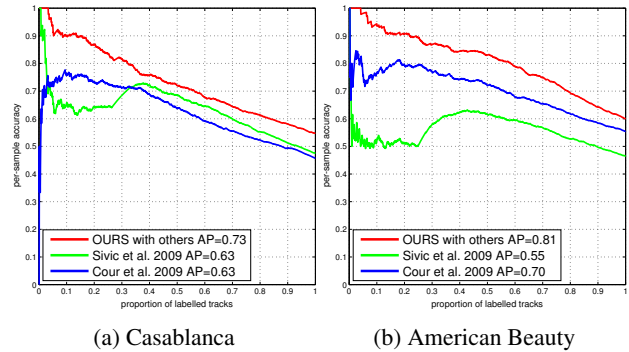 1
0.9
0.8
0.7
0.6
0.5
0.4
0.3
0.2
0.1
0
per-sample accuracy
OURS with others AP=0.73
Sivic et al. 2009 AP=0.63
Cour et al. 2009 AP=0.63
0 0.1 0.2 0.3 0.4 0.5 0.6 0.7 0.8 0.9 1
proportion of labelled tracks
(a) Casablanca
1
0.9
0.8
0.7
0.6
0.5
0.4
0.3
0.2
0.1
0
per-sample accuracy
OURS with others AP=0.81
Sivic et al. 2009 AP=0.55
Cour et al. 2009 AP=0.70
0 0.1 0.2 0.3 0.4 0.5 0.6 0.7 0.8 0.9 1
proportion of labelled tracks
(b) American Beauty